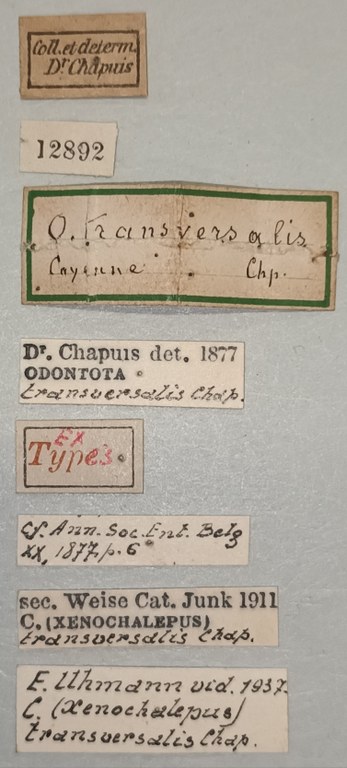 Coll. et determ.
Dr. Chapuis
12892
O. transversalis
Cayenne Chp.
Dr. Chapuis det. 1877
ODONTOTA
transversalis Chap.
Ex
Types.
Cf. Ann. Soc. Ent. Belg
XX, 1877, p. 6
sec. Weise Cat. Junk 1911
C. (XENOCHALEPUS)
transversalis Chap.
E. Uhmann vid. 1937.
C. (Xenochalepus)
transversalis Chap.